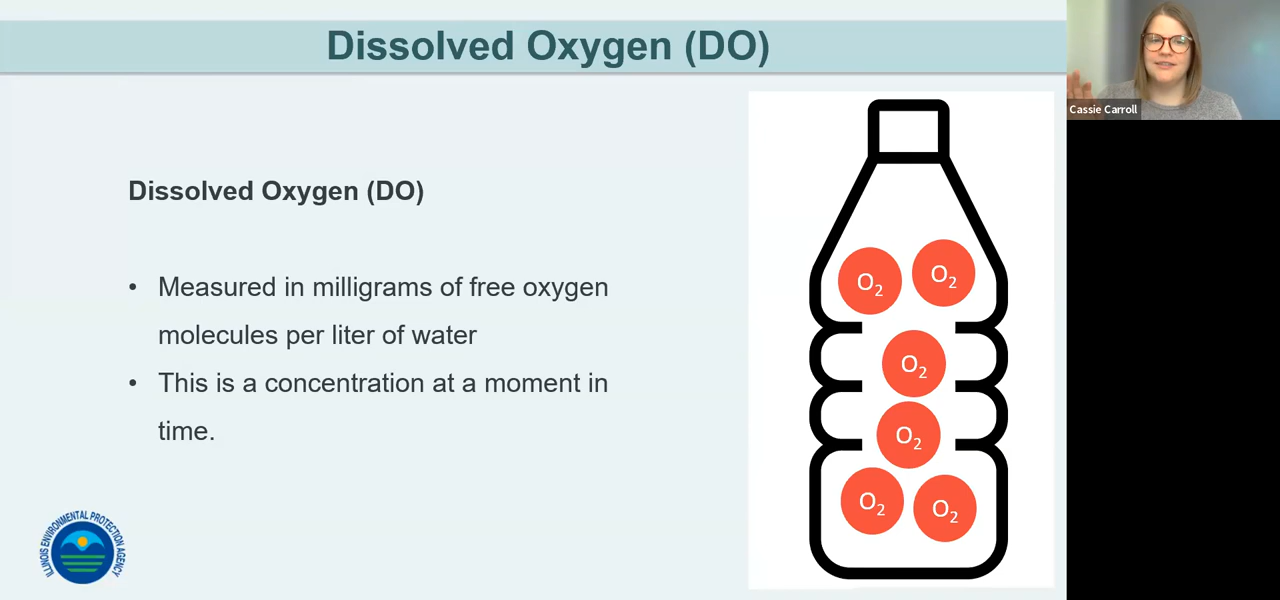 Dissolved Oxygen (DO)
Cassie Carroll
Dissolved Oxygen (DO)
• Measured in milligrams of free oxygen
molecules per liter of water
• This is a concentration at a moment in
time.
O₂
O₂
O₂
O₂
O₂
O₂
ILLINOIS ENVIRONMENTAL PROTECTION AGENCY